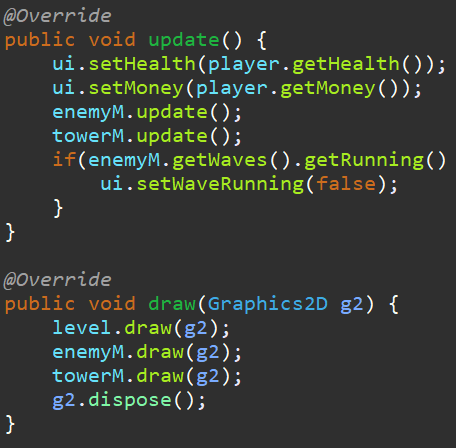 @Override
public void update() {
    ui.setHealth(player.getHealth());
    ui.setMoney(player.getMoney());
    enemyM.update();
    towerM.update();
    if(enemyM.getWaves().getRunning()
        ui.setWaveRunning(false);
    }
}

@Override
public void draw(Graphics2D g2) {
    level.draw(g2);
    enemyM.draw(g2);
    towerM.draw(g2);
    g2.dispose();
}